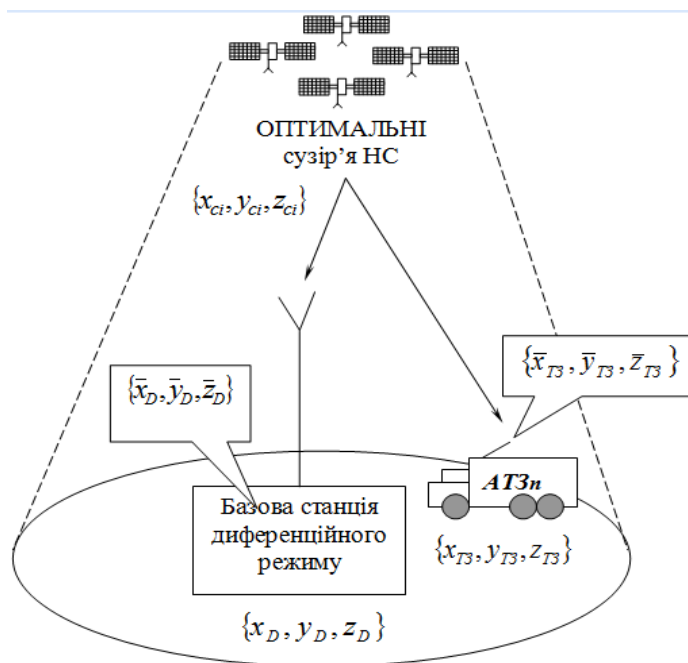 ОПТИМАЛЬНІ
сузір’я НС
{x_ci, y_ci, z_ci}
{x̄_ТЗ, ȳ_ТЗ, z̄_ТЗ}
{x̄_D, ȳ_D, z̄_D}
АТЗn
Базова станція
диференційного
режиму
{x_ТЗ, y_ТЗ, z_ТЗ}
{x_D, y_D, z_D}